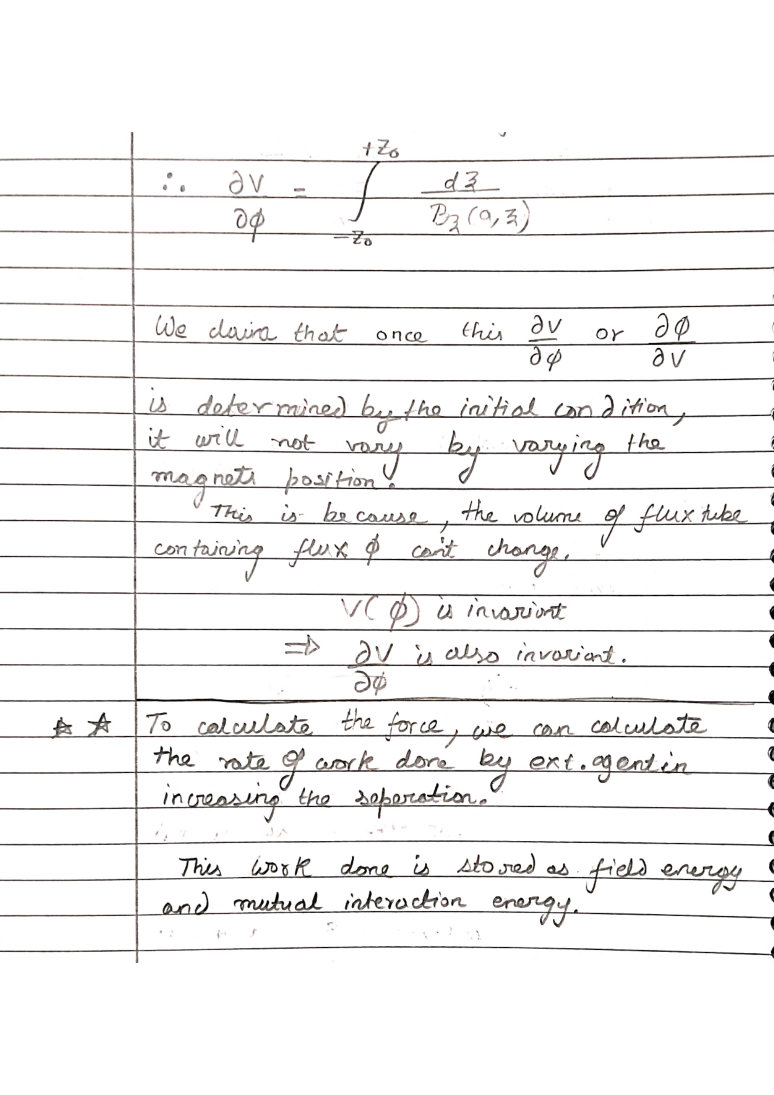 +Z₀
∴ ∂V/∂φ = ∫ dz/B_z(a, z)
-Z₀
We claim that once this ∂V/∂φ or ∂φ/∂V
is determined by the initial condition,
it will not vary by varying the
magnets position.
This is because, the volume of flux tube
containing flux φ can't change.
V(φ) is invariant
⇒ ∂V/∂φ is also invariant.
☆ ☆ To calculate the force, we can calculate
the rate of work done by ext. agent in
increasing the seperation.
This work done is stored as field energy
and mutual interaction energy.